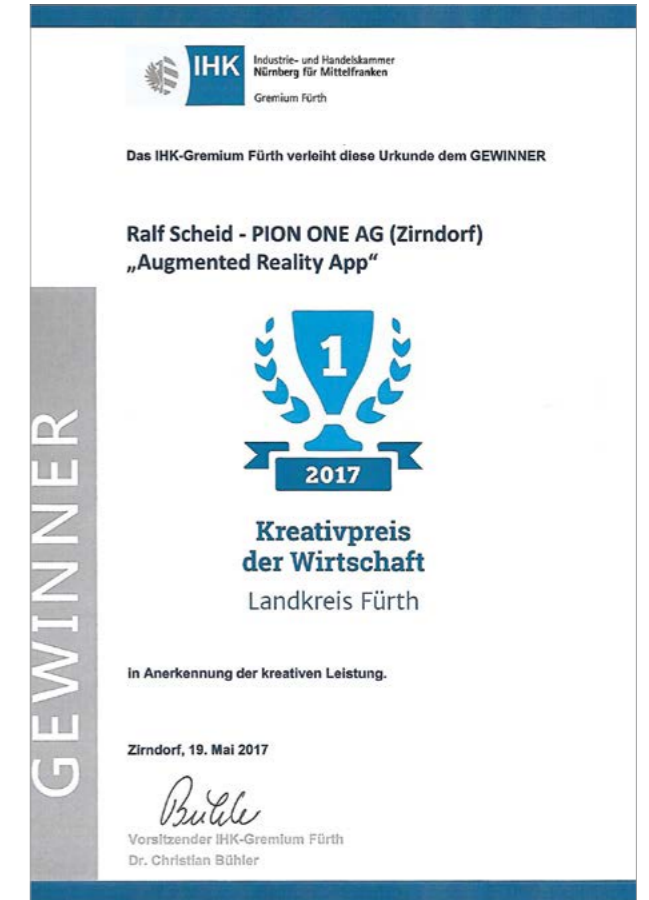 IHK
Industrie- und Handelskammer
Nürnberg für Mittelfranken
Gremium Fürth
Das IHK-Gremium Fürth verleiht diese Urkunde dem GEWINNER
Ralf Scheid - PION ONE AG (Zirndorf)
„Augmented Reality App“
1
2017
Kreativpreis
der Wirtschaft
Landkreis Fürth
in Anerkennung der kreativen Leistung.
Zirndorf, 19. Mai 2017
Bühler
Vorsitzender IHK-Gremium Fürth
Dr. Christian Bühler
GEWINNER